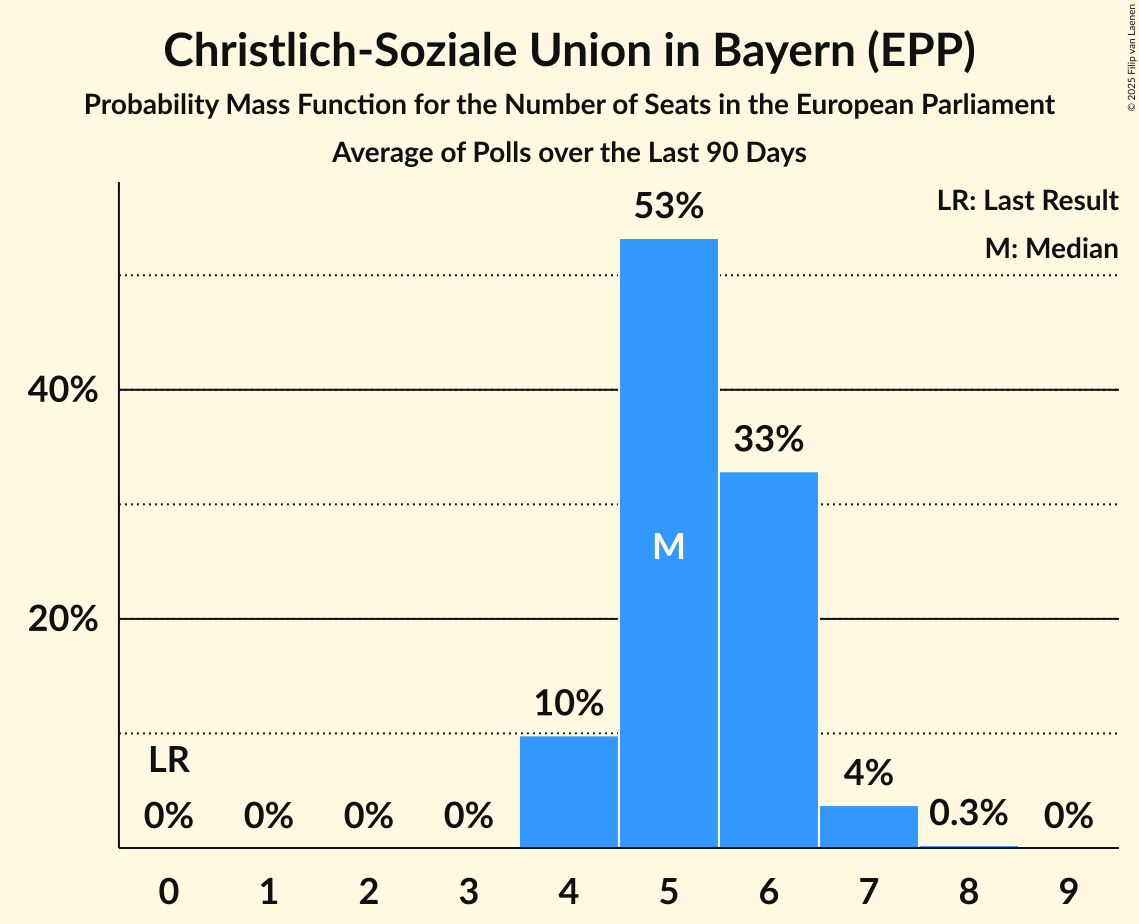 Christlich-Soziale Union in Bayern (EPP)
Probability Mass Function for the Number of Seats in the European Parliament
Average of Polls over the Last 90 Days
© 2025 Filip van Laenen
LR: Last Result
M: Median
53%
40%
33%
M
20%
10%
LR
4%
0% 0% 0% 0% 0.3% 0%
0 1 2 3 4 5 6 7 8 9